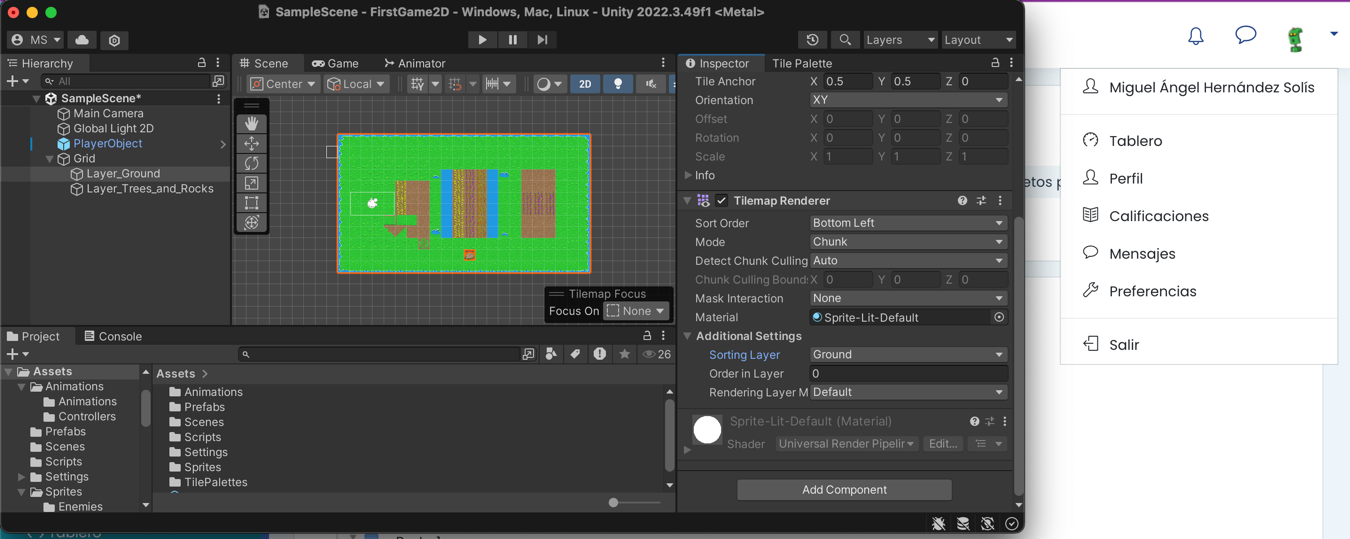 SampleScene - FirstGame2D - Windows, Mac, Linux - Unity 2022.3.49f1 <Metal>
MS
Layers
Layout
Hierarchy
All
SampleScene*
Main Camera
Global Light 2D
PlayerObject
Grid
Layer_Ground
Layer_Trees_and_Rocks
Scene
Game
Animator
Center
Local
2D
Tilemap Focus
Focus On None
Inspector
Tile Palette
Tile Anchor X 0.5 Y 0.5 Z 0
Orientation XY
Offset X 0 Y 0 Z 0
Rotation X 0 Y 0 Z 0
Scale X 1 Y 1 Z 1
Info
Tilemap Renderer
Sort Order Bottom Left
Mode Chunk
Detect Chunk Culling Auto
Chunk Culling Bounds X 0 Y 0 Z 0
Mask Interaction None
Material Sprite-Lit-Default
Additional Settings
Sorting Layer Ground
Order in Layer 0
Rendering Layer M Default
Sprite-Lit-Default (Material)
Shader Universal Render Pipelir Edit...
Add Component
Project
Console
26
Assets
Animations
Animations
Controllers
Prefabs
Scenes
Scripts
Settings
Sprites
Enemies
Assets
Animations
Prefabs
Scenes
Scripts
Settings
Sprites
TilePalettes
Miguel Ángel Hernández Solís
Tablero
Perfil
Calificaciones
Mensajes
Preferencias
Salir
etos p
Tablero